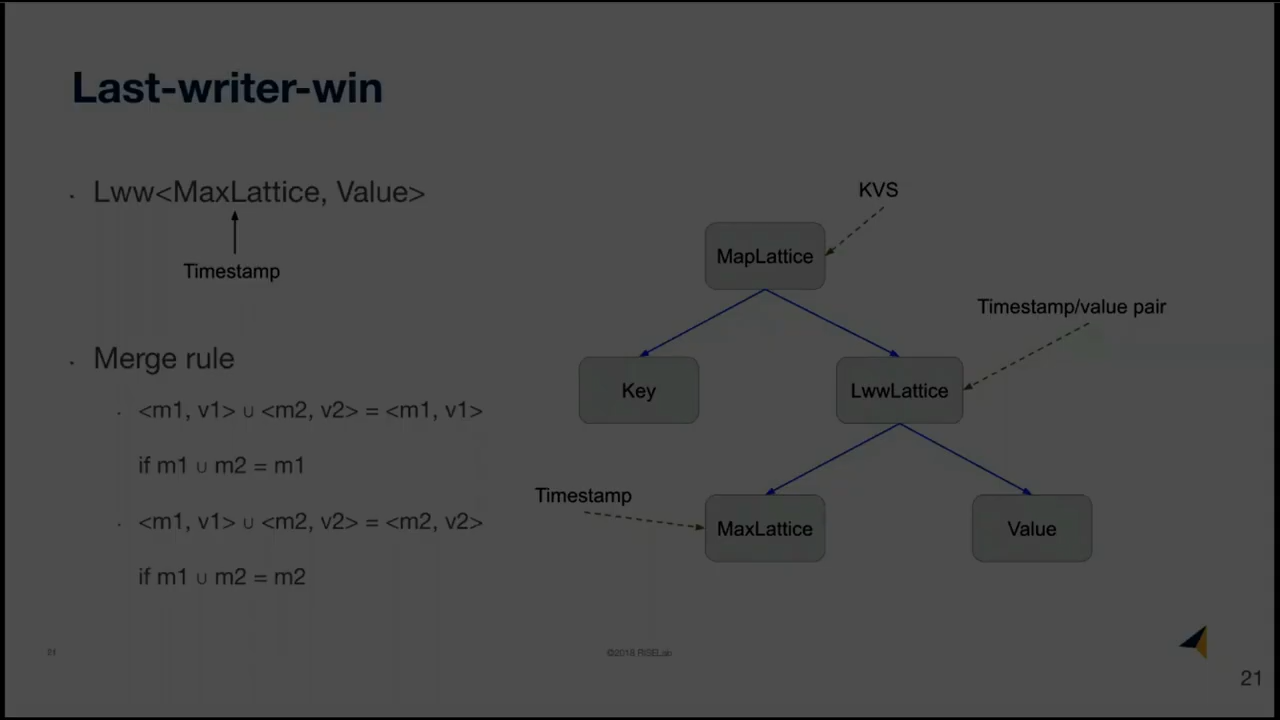 Last-writer-win
· Lww<MaxLattice, Value>
Timestamp
· Merge rule
· <m1, v1> ∪ <m2, v2> = <m1, v1>
if m1 ∪ m2 = m1
· <m1, v1> ∪ <m2, v2> = <m2, v2>
if m1 ∪ m2 = m2
KVS
MapLattice
Timestamp/value pair
Key
LwwLattice
Timestamp
MaxLattice
Value
21
©2018 RISELab
21